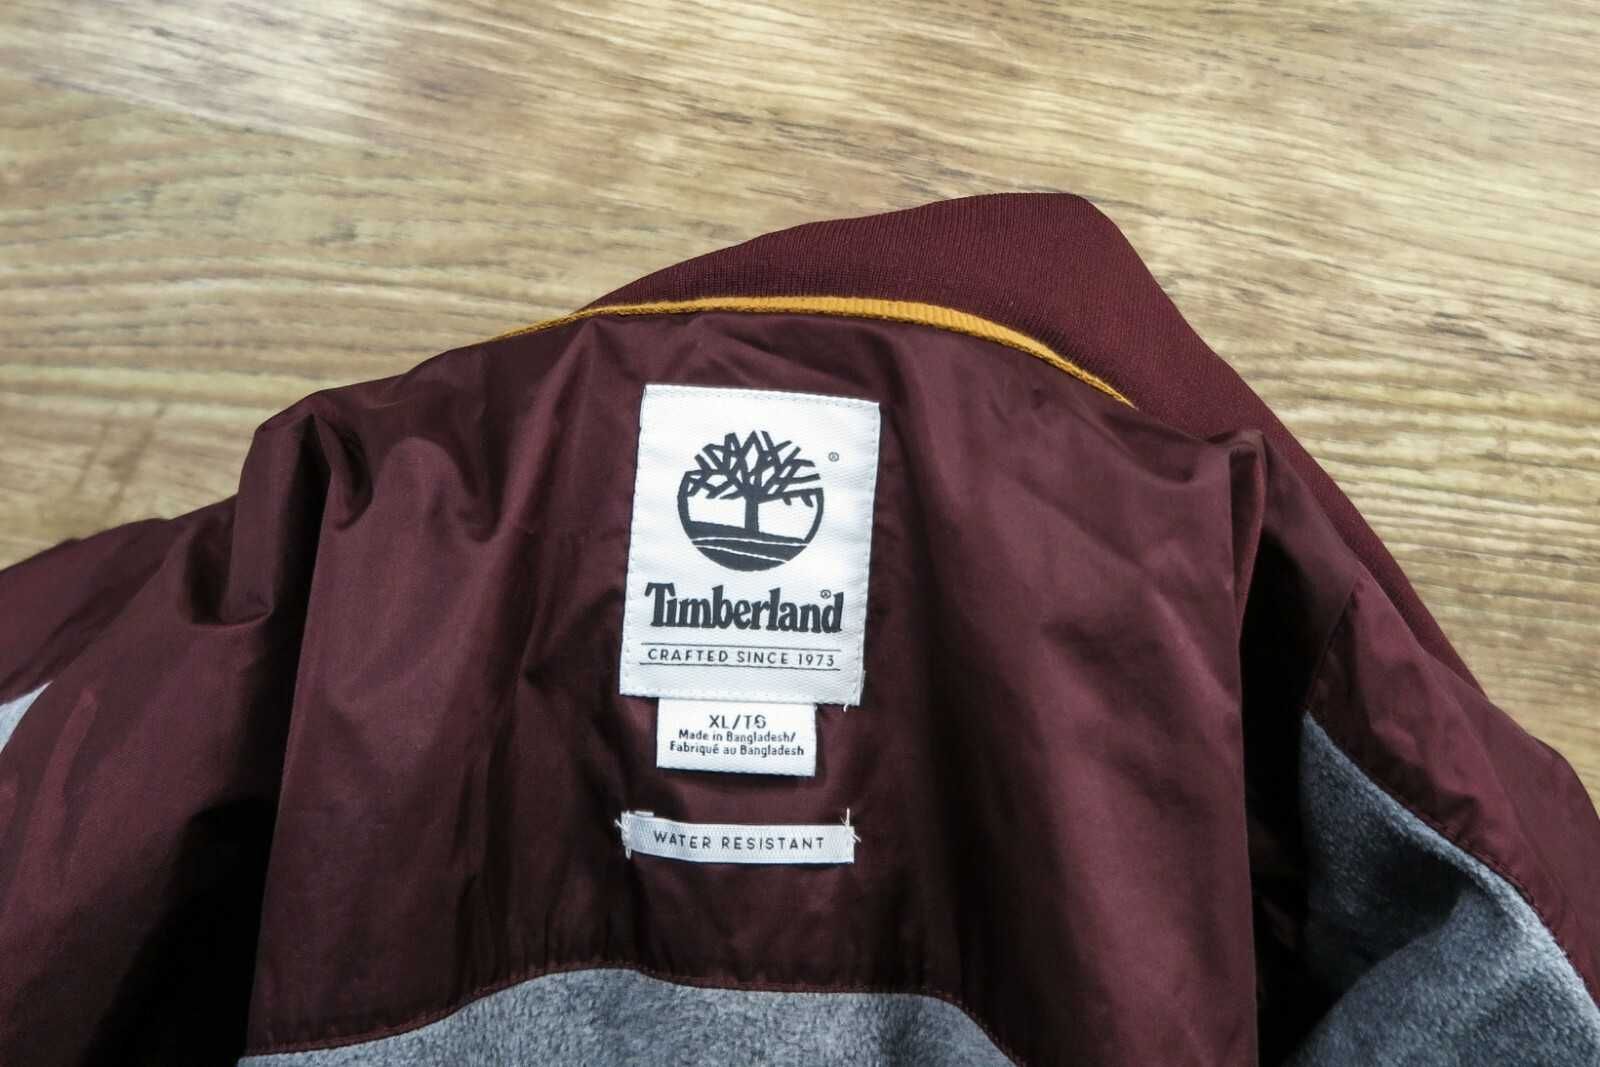 ®
Timberland®
CRAFTED SINCE 1973
XL/TG
Made in Bangladesh/
Fabriqué au Bangladesh
WATER RESISTANT